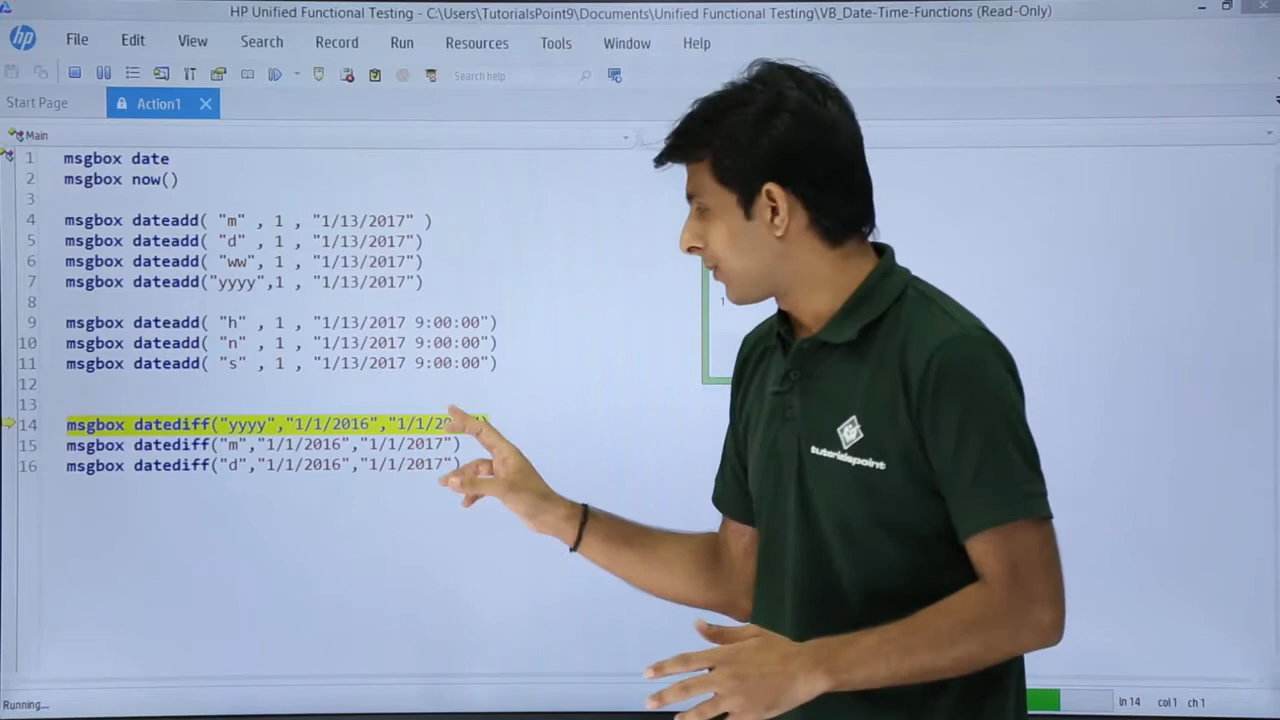 HP Unified Functional Testing - C:\Users\TutorialsPoint9\Documents\Unified Functional Testing\VB_Date-Time-Functions (Read-Only)
hp File Edit View Search Record Run Resources Tools Window Help
Search help
Start Page Action1
Main
1 msgbox date
2 msgbox now()
3
4 msgbox dateadd( "m" , 1 , "1/13/2017" )
5 msgbox dateadd( "d" , 1 , "1/13/2017")
6 msgbox dateadd( "ww", 1 , "1/13/2017")
7 msgbox dateadd("yyyy",1 , "1/13/2017")
8
9 msgbox dateadd( "h" , 1 , "1/13/2017 9:00:00")
10 msgbox dateadd( "n" , 1 , "1/13/2017 9:00:00")
11 msgbox dateadd( "s" , 1 , "1/13/2017 9:00:00")
12
13
14 msgbox datediff("yyyy","1/1/2016","1/1/20
15 msgbox datediff("m","1/1/2016","1/1/2017")
16 msgbox datediff("d","1/1/2016","1/1/2017")
1
tutorialspoint
Running... ln 14 col 1 ch 1